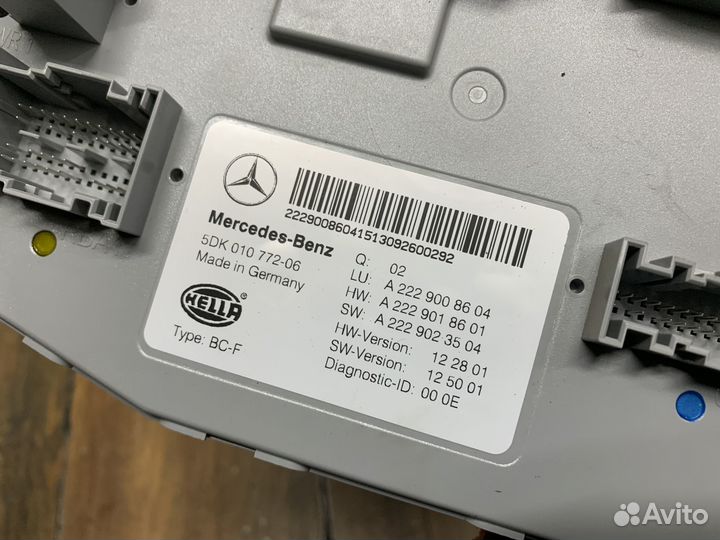 22290086041513092600292
Mercedes-Benz
5DK 010 772-06
Made in Germany
HELLA
Type: BC-F
Q: 02
LU: A 222 900 86 04
HW: A 222 901 86 01
SW: A 222 902 35 04
HW-Version: 12 28 01
SW-Version: 12 50 01
Diagnostic-ID: 00 0E
Avito